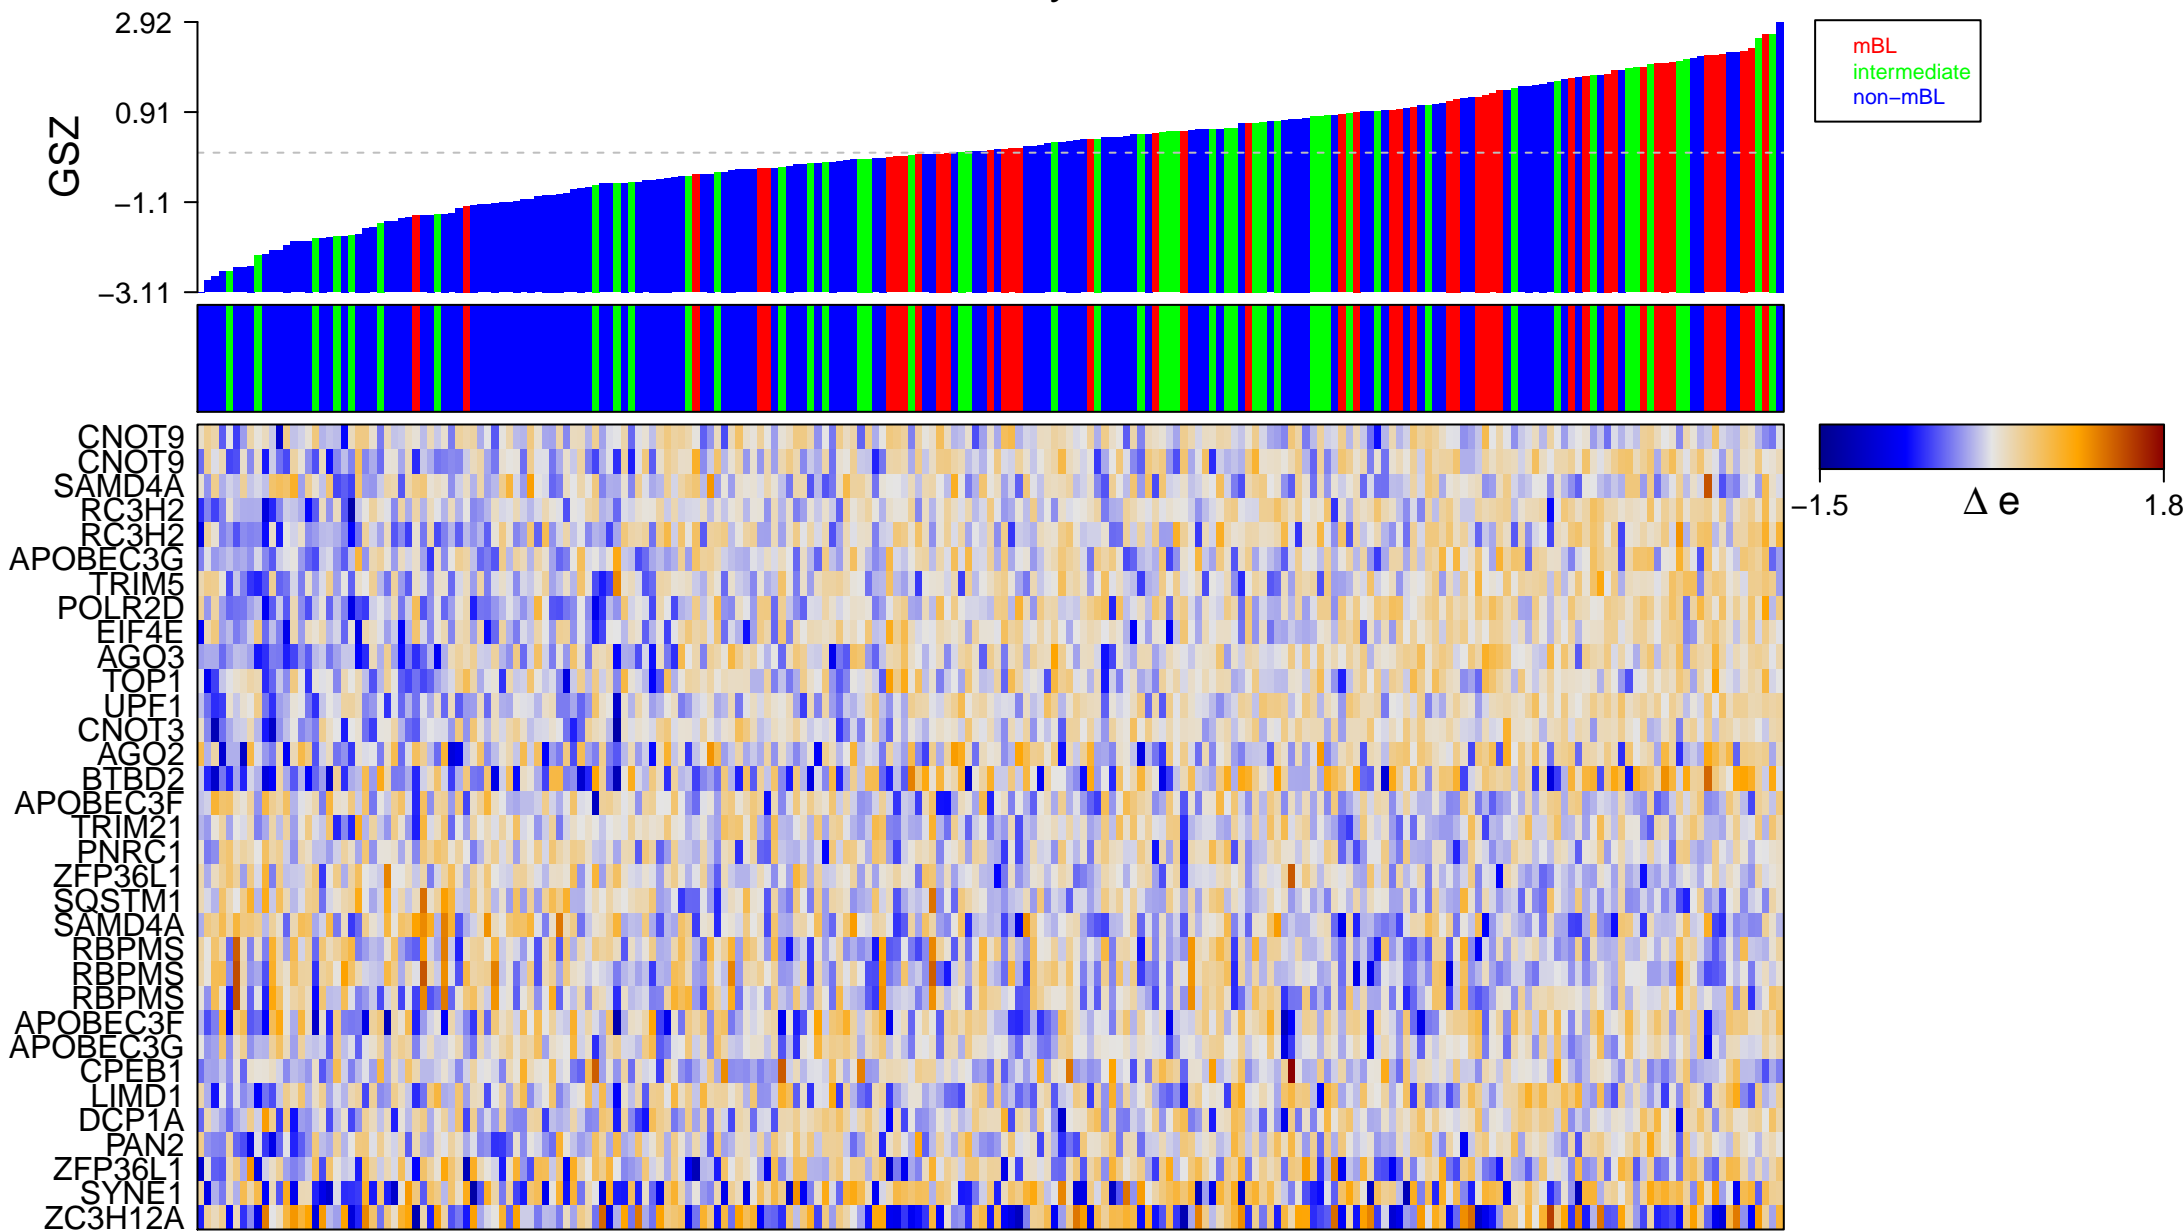 2.92
0.91
−1.1
−3.11
GSZ
mBL
intermediate
non−mBL
CNOT9
CNOT9
SAMD4A
RC3H2
RC3H2
APOBEC3G
TRIM5
POLR2D
EIF4E
AGO3
TOP1
UPF1
CNOT3
AGO2
BTBD2
APOBEC3F
TRIM21
PNRC1
ZFP36L1
SQSTM1
SAMD4A
RBPMS
RBPMS
RBPMS
APOBEC3F
APOBEC3G
CPEB1
LIMD1
DCP1A
PAN2
ZFP36L1
SYNE1
ZC3H12A
−1.5
Δ e
1.8